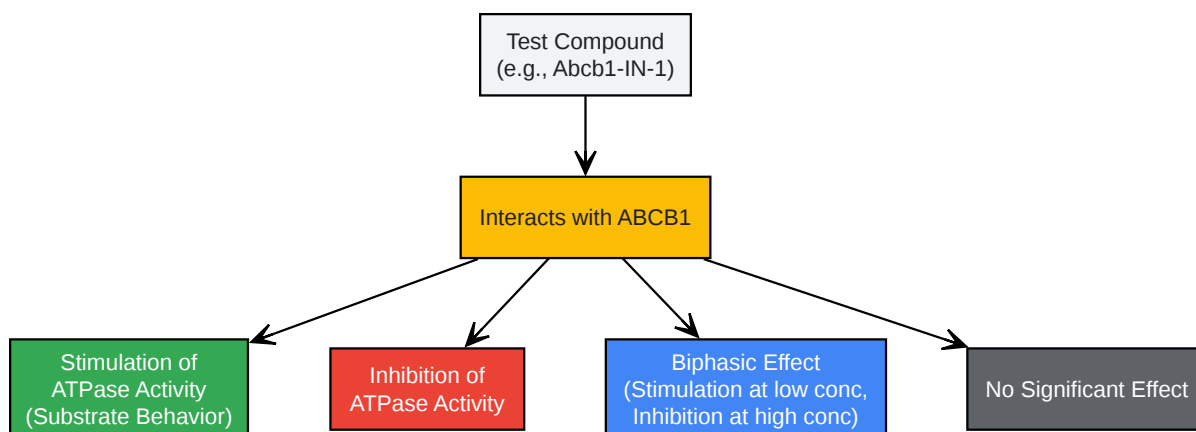 Test Compound
(e.g., Abcb1-IN-1)
Interacts with ABCB1
Stimulation of
ATPase Activity
(Substrate Behavior)
Inhibition of
ATPase Activity
Biphasic Effect
(Stimulation at low conc,
Inhibition at high conc)
No Significant Effect